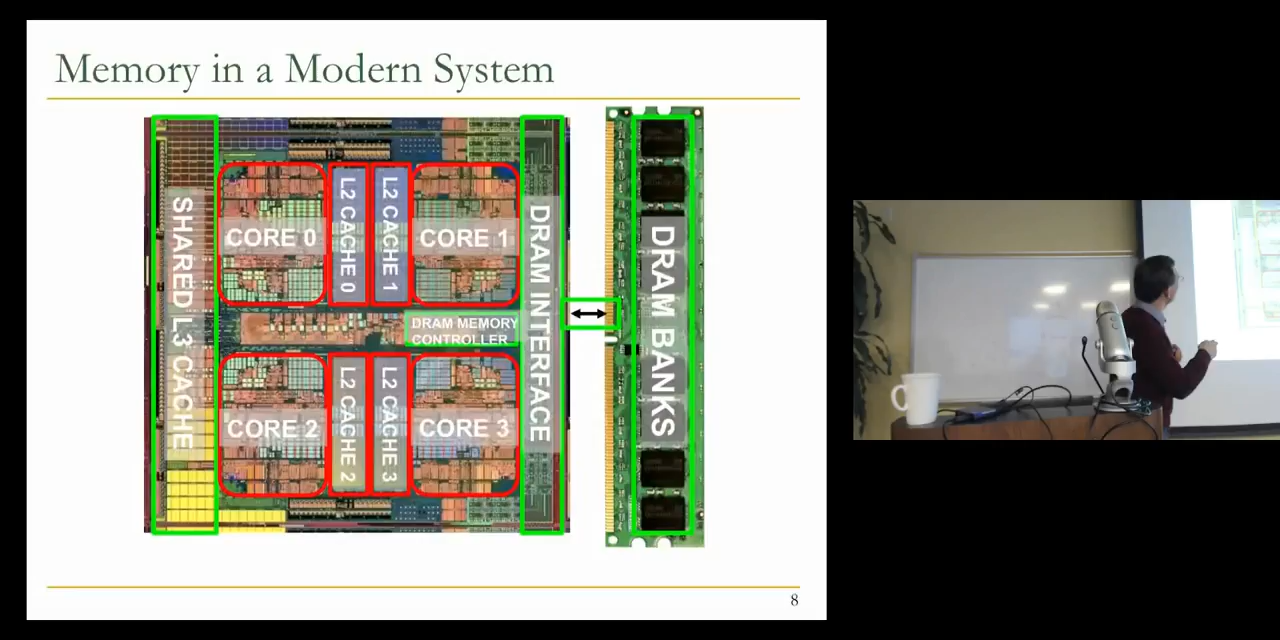 Memory in a Modern System
SHARED L3 CACHE
CORE 0
L2 CACHE 0
L2 CACHE 1
CORE 1
DRAM INTERFACE
DRAM BANKS
DRAM MEMORY
CONTROLLER
CORE 2
L2 CACHE 2
L2 CACHE 3
CORE 3
8